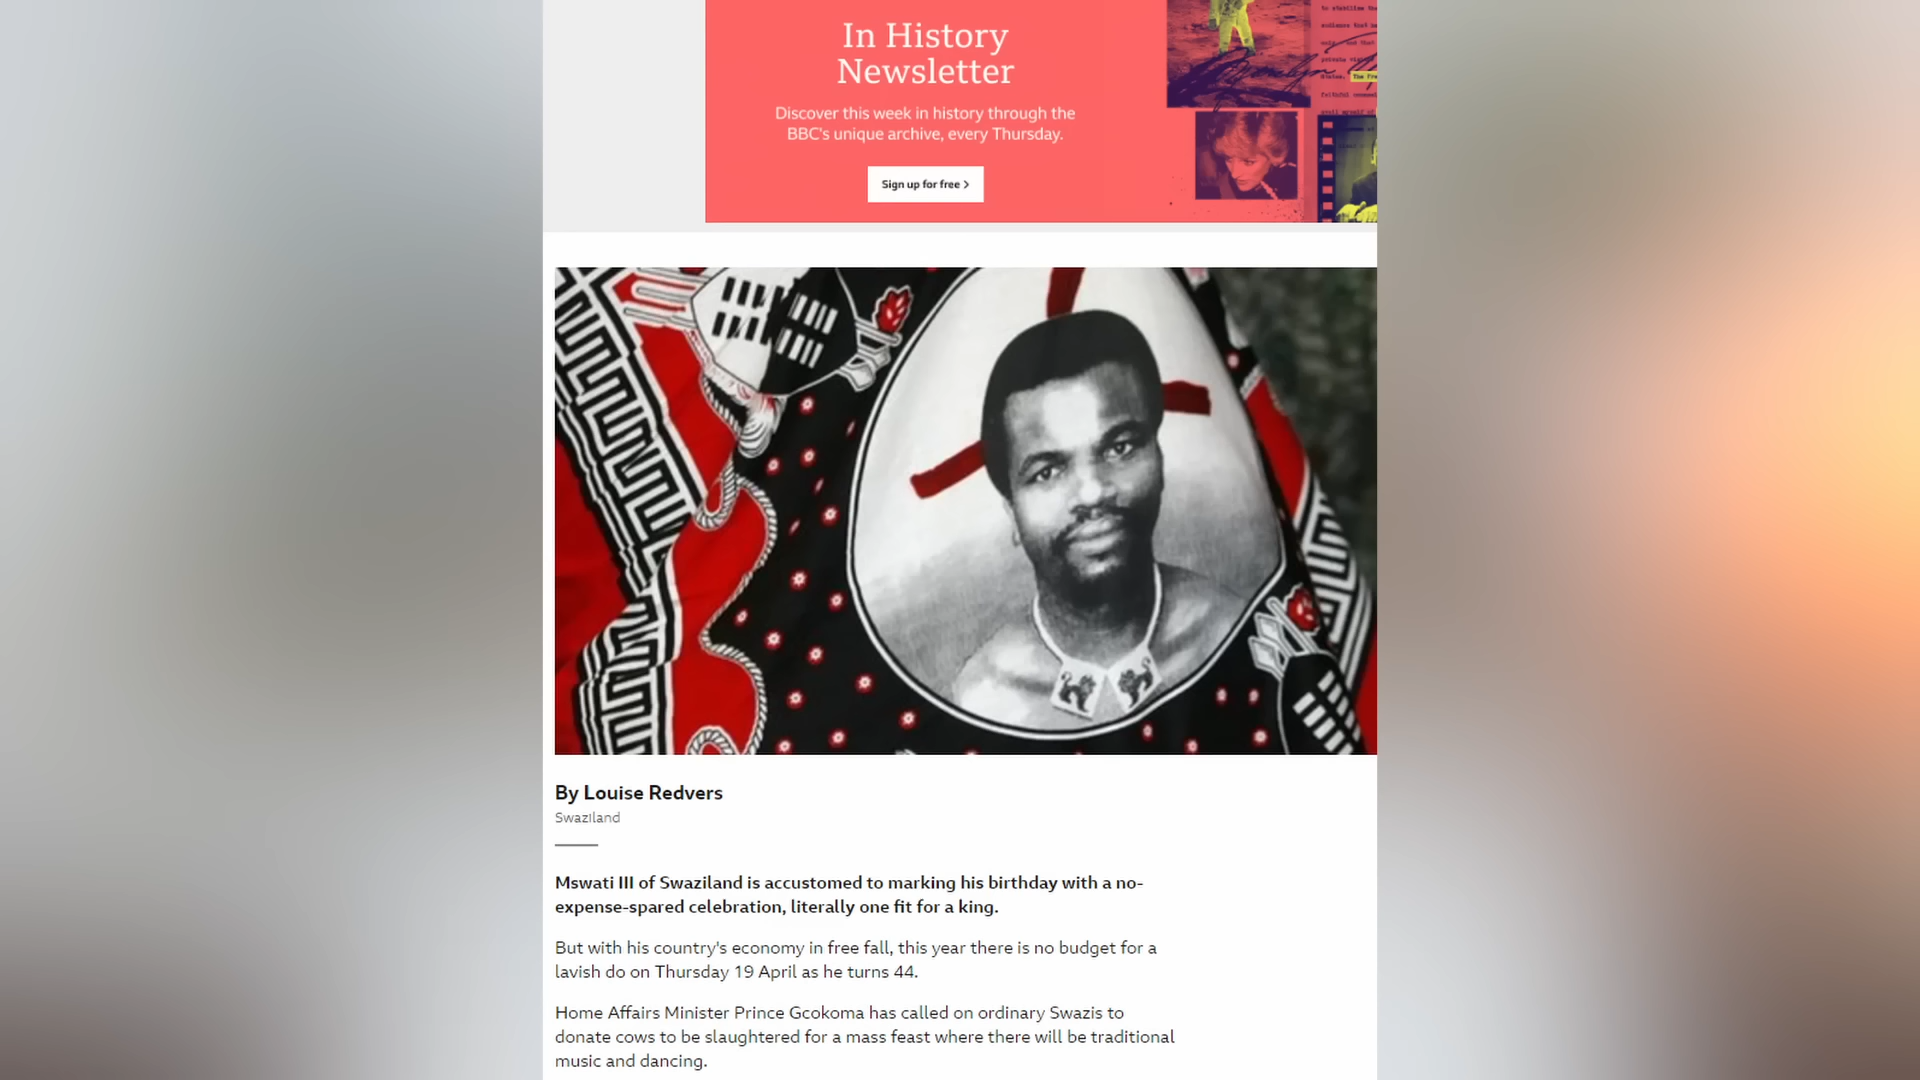 In History
Newsletter
Discover this week in history through the
BBC's unique archive, every Thursday.
Sign up for free >
By Louise Redvers
Swaziland
Mswati III of Swaziland is accustomed to marking his birthday with a no-
expense-spared celebration, literally one fit for a king.
But with his country's economy in free fall, this year there is no budget for a
lavish do on Thursday 19 April as he turns 44.
Home Affairs Minister Prince Gcokoma has called on ordinary Swazis to
donate cows to be slaughtered for a mass feast where there will be traditional
music and dancing.